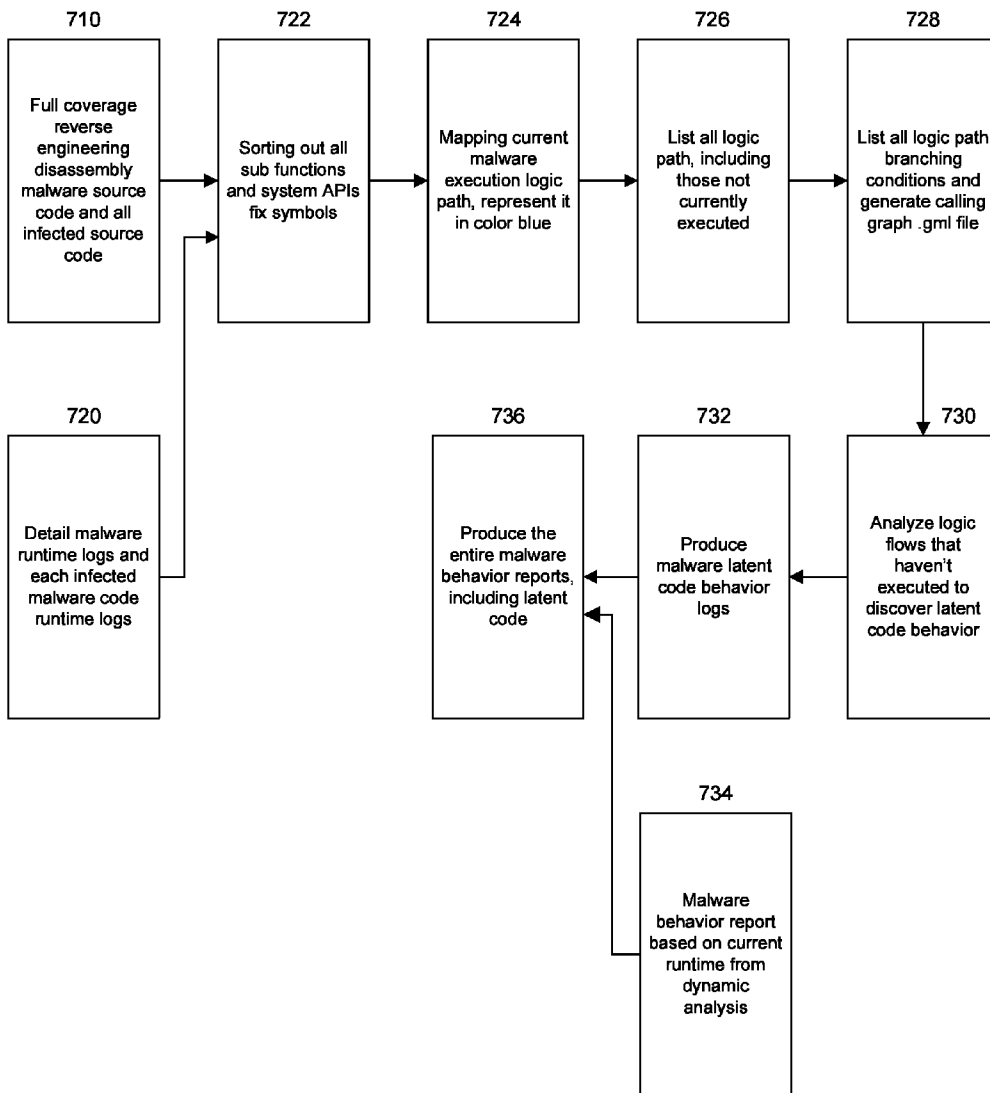 710
722
724
726
728
Full coverage
reverse
engineering
disassembly
malware source
code and all
infected source
code
Sorting out all
sub functions
and system APIs
fix symbols
Mapping current
malware
execution logic
path, represent it
in color blue
List all logic
path, including
those not
currently
executed
List all logic path
branching
conditions and
generate calling
graph .gml file
720
736
732
730
Detail malware
runtime logs and
each infected
malware code
runtime logs
Produce the
entire malware
behavior reports,
including latent
code
Produce
malware latent
code behavior
logs
Analyze logic
flows that
haven't
executed to
discover latent
code behavior
734
Malware
behavior report
based on current
runtime from
dynamic
analysis